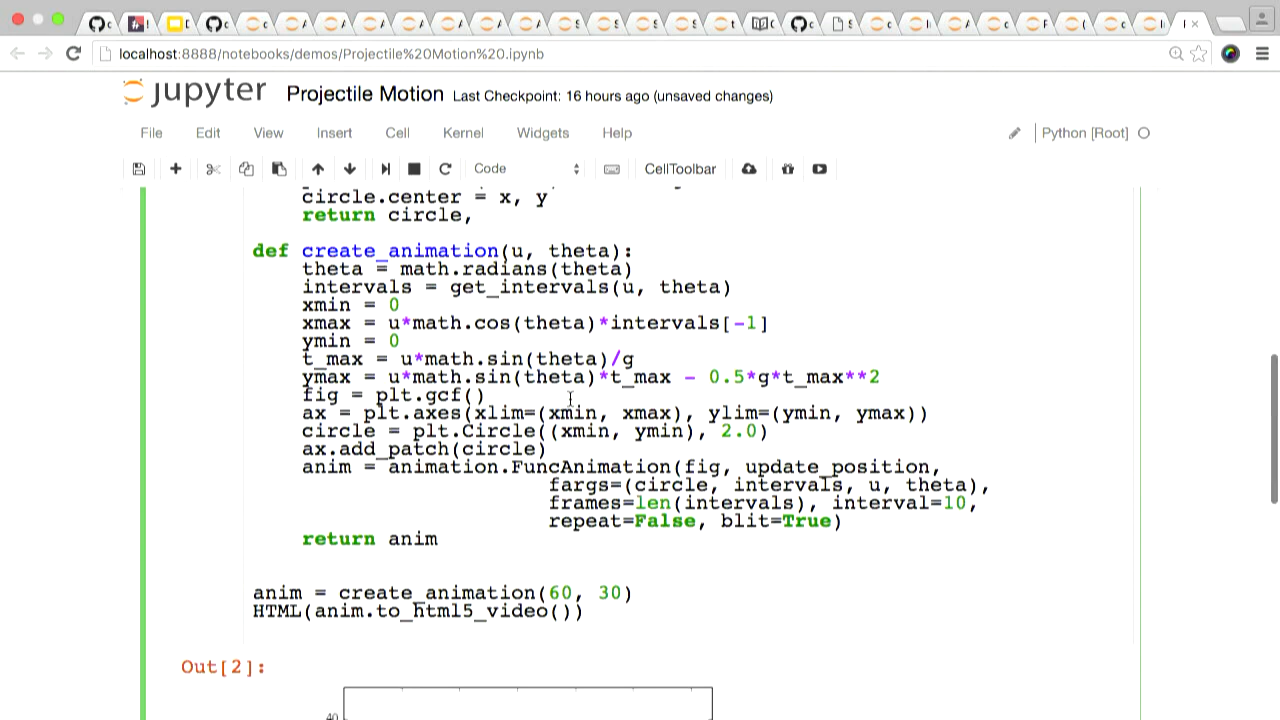 localhost:8888/notebooks/demos/Projectile%20Motion%20.ipynb
jupyter Projectile Motion Last Checkpoint: 16 hours ago (unsaved changes)
File Edit View Insert Cell Kernel Widgets Help Python [Root]
Code CellToolbar
circle.center = x, y
return circle,
def create_animation(u, theta):
theta = math.radians(theta)
intervals = get_intervals(u, theta)
xmin = 0
xmax = u*math.cos(theta)*intervals[-1]
ymin = 0
t_max = u*math.sin(theta)/g
ymax = u*math.sin(theta)*t_max - 0.5*g*t_max**2
fig = plt.gcf()
ax = plt.axes(xlim=(xmin, xmax), ylim=(ymin, ymax))
circle = plt.Circle((xmin, ymin), 2.0)
ax.add_patch(circle)
anim = animation.FuncAnimation(fig, update_position,
fargs=(circle, intervals, u, theta),
frames=len(intervals), interval=10,
repeat=False, blit=True)
return anim
anim = create_animation(60, 30)
HTML(anim.to_html5_video())
Out[2]:
40